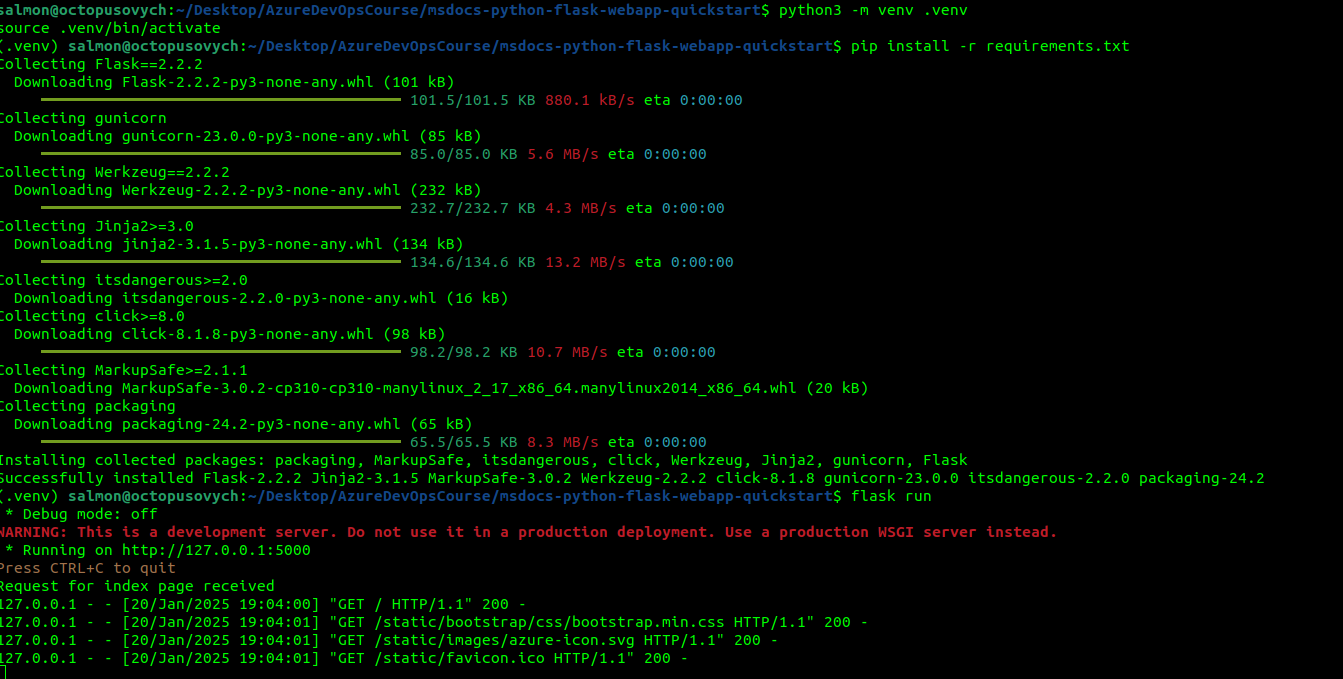 salmon@octopusovych:~/Desktop/AzureDevOpsCourse/msdocs-python-flask-webapp-quickstart$ python3 -m venv .venv
source .venv/bin/activate
(.venv) salmon@octopusovych:~/Desktop/AzureDevOpsCourse/msdocs-python-flask-webapp-quickstart$ pip install -r requirements.txt
Collecting Flask==2.2.2
  Downloading Flask-2.2.2-py3-none-any.whl (101 kB)
101.5/101.5 KB 880.1 kB/s eta 0:00:00
Collecting gunicorn
  Downloading gunicorn-23.0.0-py3-none-any.whl (85 kB)
85.0/85.0 KB 5.6 MB/s eta 0:00:00
Collecting Werkzeug==2.2.2
  Downloading Werkzeug-2.2.2-py3-none-any.whl (232 kB)
232.7/232.7 KB 4.3 MB/s eta 0:00:00
Collecting Jinja2>=3.0
  Downloading jinja2-3.1.5-py3-none-any.whl (134 kB)
134.6/134.6 KB 13.2 MB/s eta 0:00:00
Collecting itsdangerous>=2.0
  Downloading itsdangerous-2.2.0-py3-none-any.whl (16 kB)
Collecting click>=8.0
  Downloading click-8.1.8-py3-none-any.whl (98 kB)
98.2/98.2 KB 10.7 MB/s eta 0:00:00
Collecting MarkupSafe>=2.1.1
  Downloading MarkupSafe-3.0.2-cp310-cp310-manylinux_2_17_x86_64.manylinux2014_x86_64.whl (20 kB)
Collecting packaging
  Downloading packaging-24.2-py3-none-any.whl (65 kB)
65.5/65.5 KB 8.3 MB/s eta 0:00:00
Installing collected packages: packaging, MarkupSafe, itsdangerous, click, Werkzeug, Jinja2, gunicorn, Flask
Successfully installed Flask-2.2.2 Jinja2-3.1.5 MarkupSafe-3.0.2 Werkzeug-2.2.2 click-8.1.8 gunicorn-23.0.0 itsdangerous-2.2.0 packaging-24.2
(.venv) salmon@octopusovych:~/Desktop/AzureDevOpsCourse/msdocs-python-flask-webapp-quickstart$ flask run
 * Debug mode: off
WARNING: This is a development server. Do not use it in a production deployment. Use a production WSGI server instead.
 * Running on http://127.0.0.1:5000
Press CTRL+C to quit
Request for index page received
127.0.0.1 - - [20/Jan/2025 19:04:00] "GET / HTTP/1.1" 200 -
127.0.0.1 - - [20/Jan/2025 19:04:01] "GET /static/bootstrap/css/bootstrap.min.css HTTP/1.1" 200 -
127.0.0.1 - - [20/Jan/2025 19:04:01] "GET /static/images/azure-icon.svg HTTP/1.1" 200 -
127.0.0.1 - - [20/Jan/2025 19:04:01] "GET /static/favicon.ico HTTP/1.1" 200 -